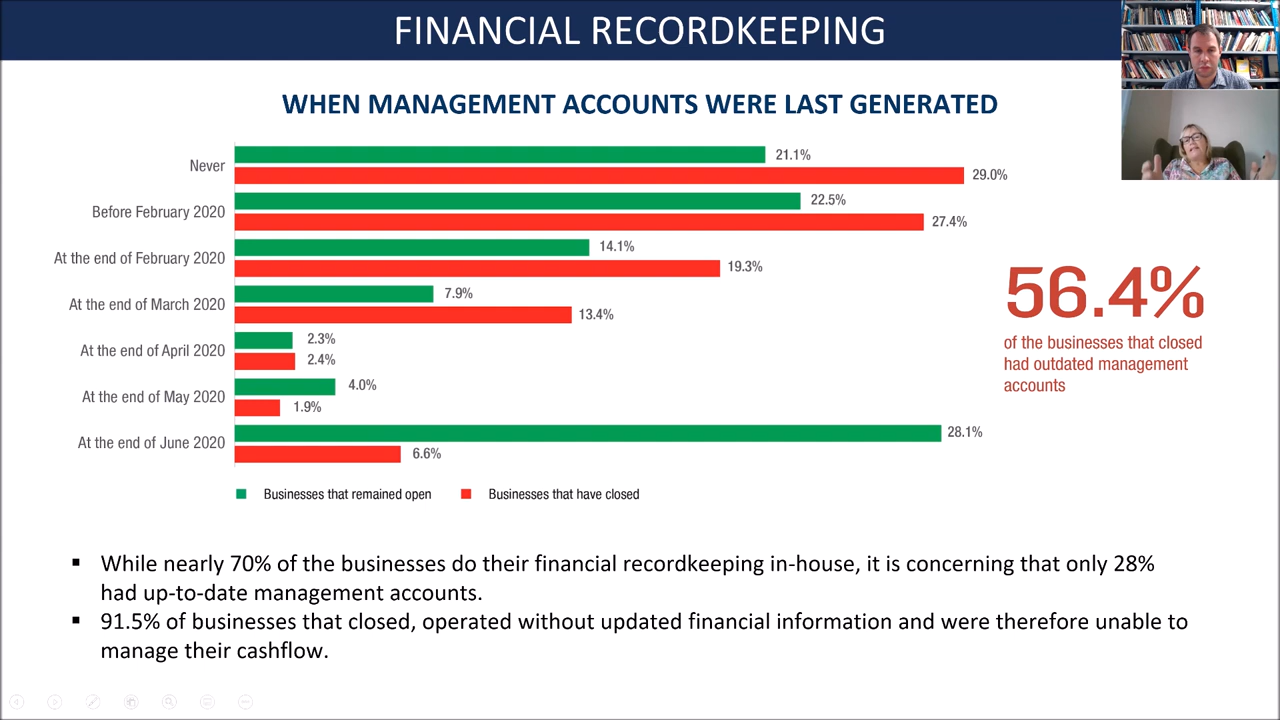 FINANCIAL RECORDKEEPING
WHEN MANAGEMENT ACCOUNTS WERE LAST GENERATED
Never
21.1%
29.0%
Before February 2020
22.5%
27.4%
At the end of February 2020
14.1%
19.3%
At the end of March 2020
7.9%
13.4%
At the end of April 2020
2.3%
2.4%
At the end of May 2020
4.0%
1.9%
At the end of June 2020
28.1%
6.6%
Businesses that remained open
Businesses that have closed
56.4%
of the businesses that closed
had outdated management
accounts
▪ While nearly 70% of the businesses do their financial recordkeeping in-house, it is concerning that only 28%
had up-to-date management accounts.
▪ 91.5% of businesses that closed, operated without updated financial information and were therefore unable to
manage their cashflow.